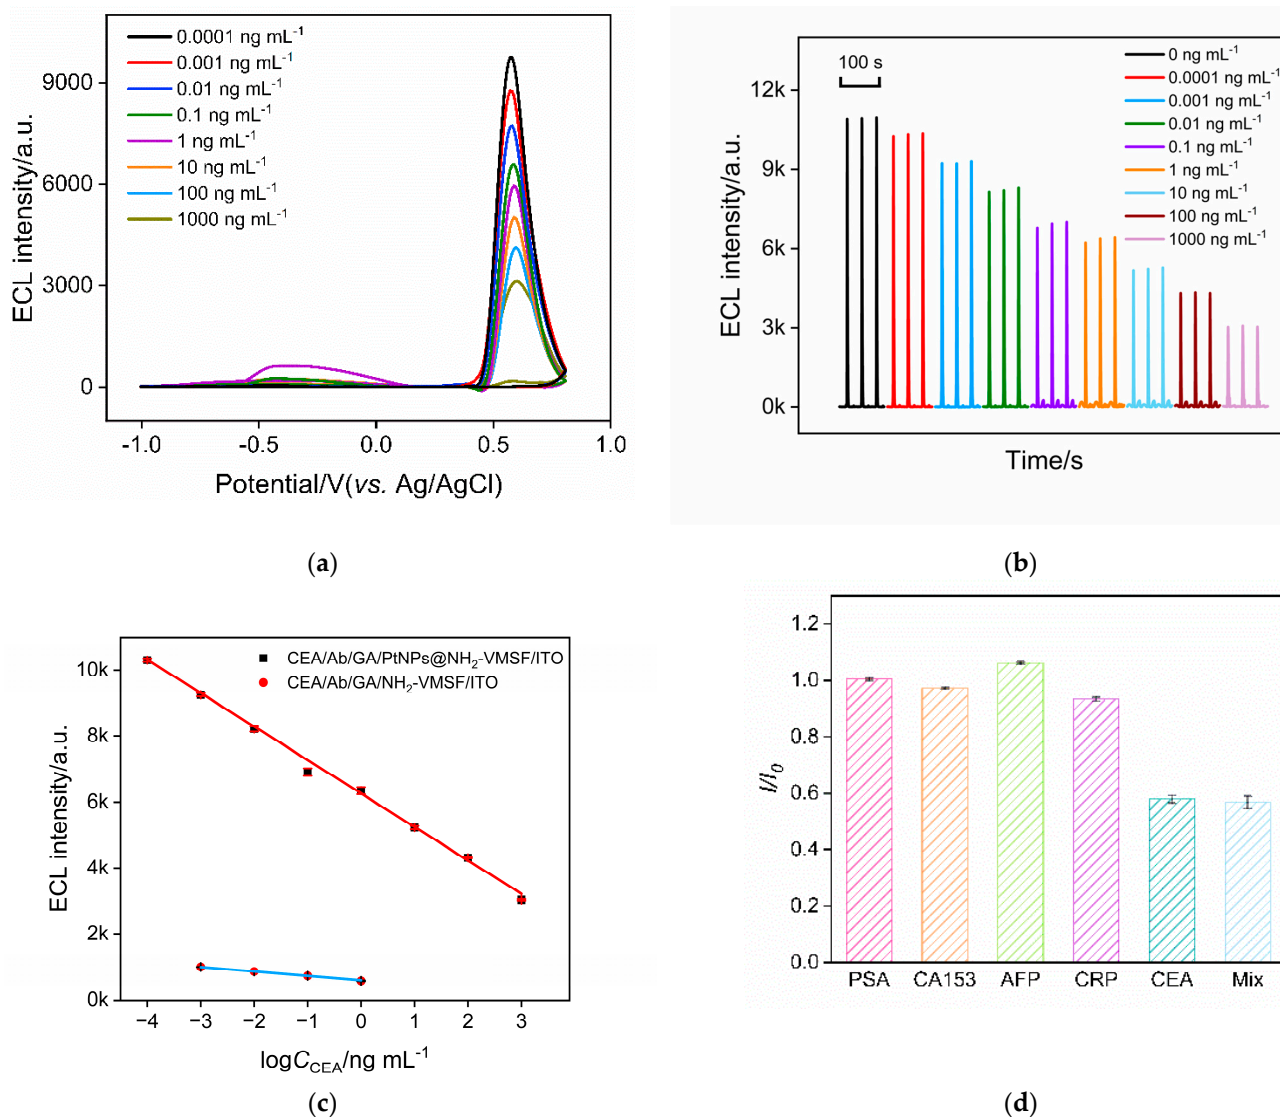 0.0001 ng mL⁻¹
0.001 ng mL⁻¹
0.01 ng mL⁻¹
0.1 ng mL⁻¹
1 ng mL⁻¹
10 ng mL⁻¹
100 ng mL⁻¹
1000 ng mL⁻¹
9000
6000
3000
0
ECL intensity/a.u.
-1.0 -0.5 0.0 0.5 1.0
Potential/V(vs. Ag/AgCl)
(a)
100 s
0 ng mL⁻¹
0.0001 ng mL⁻¹
0.001 ng mL⁻¹
0.01 ng mL⁻¹
0.1 ng mL⁻¹
1 ng mL⁻¹
10 ng mL⁻¹
100 ng mL⁻¹
1000 ng mL⁻¹
12k
9k
6k
3k
0k
ECL intensity/a.u.
Time/s
(b)
CEA/Ab/GA/PtNPs@NH₂-VMSF/ITO
CEA/Ab/GA/NH₂-VMSF/ITO
10k
8k
6k
4k
2k
0k
ECL intensity/a.u.
−4 −3 −2 −1 0 1 2 3
logC_CEA/ng mL⁻¹
(c)
1.2
1.0
0.8
0.6
0.4
0.2
0.0
I/I₀
PSA CA153 AFP CRP CEA Mix
(d)